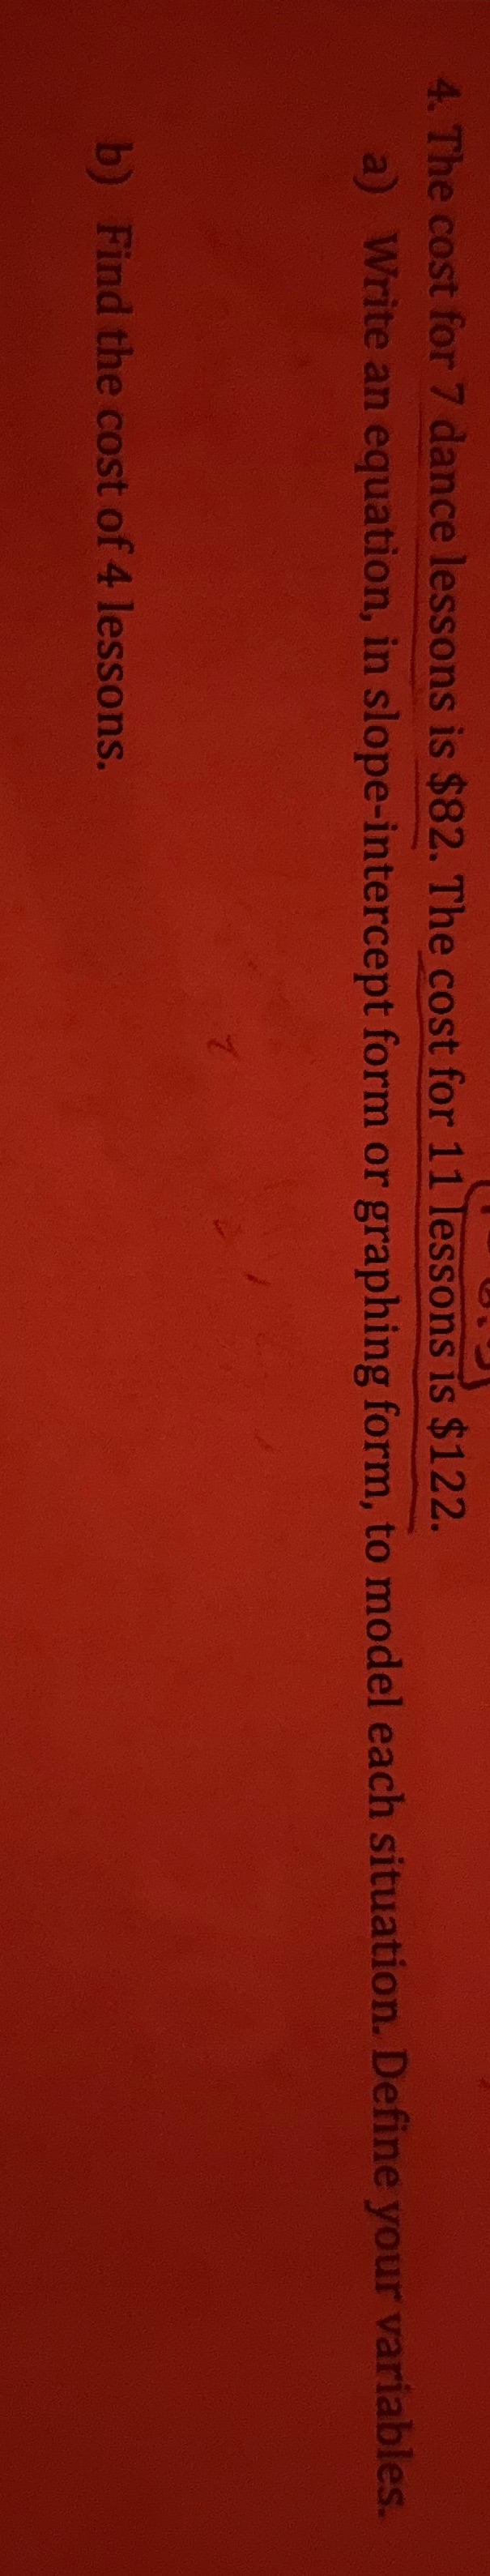 4. The cost for 7 dance lessons is $82. The cost for 11 lessons is $122.
a) Write an equation, in slope-intercept form or graphing form, to model each situation. Define your variables.
b) Find the cost of 4 lessons.